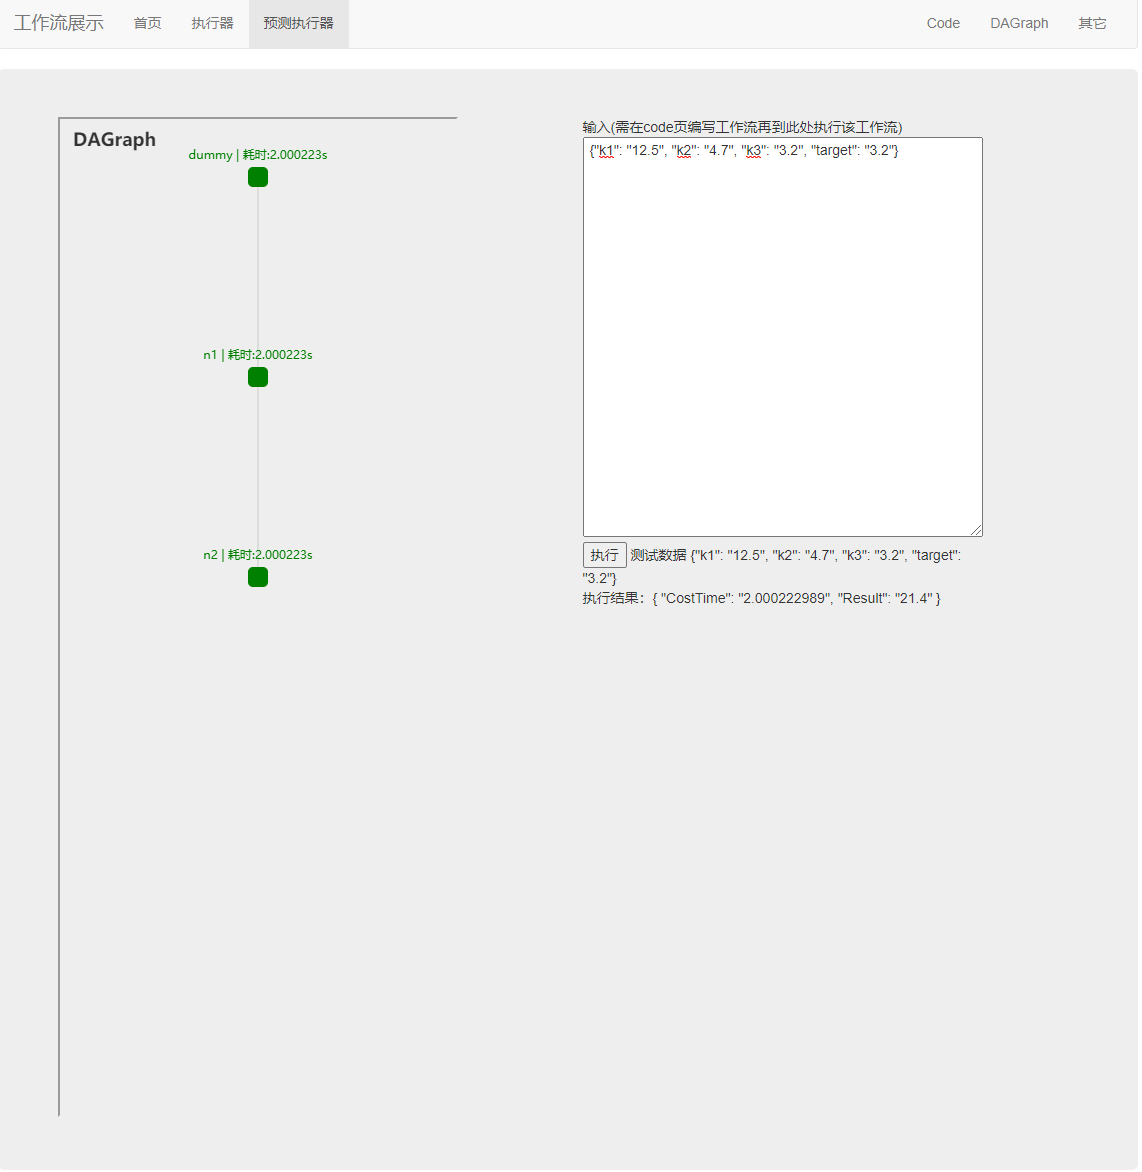 工作流展示 首页 执行器 预测执行器 Code DAGraph 其它
DAGraph
dummy | 耗时:2.000223s
n1 | 耗时:2.000223s
n2 | 耗时:2.000223s
输入(需在code页编写工作流再到此处执行该工作流)
{"k1": "12.5", "k2": "4.7", "k3": "3.2", "target": "3.2"}
执行 测试数据 {"k1": "12.5", "k2": "4.7", "k3": "3.2", "target":
"3.2"}
执行结果：{ "CostTime": "2.000222989", "Result": "21.4" }